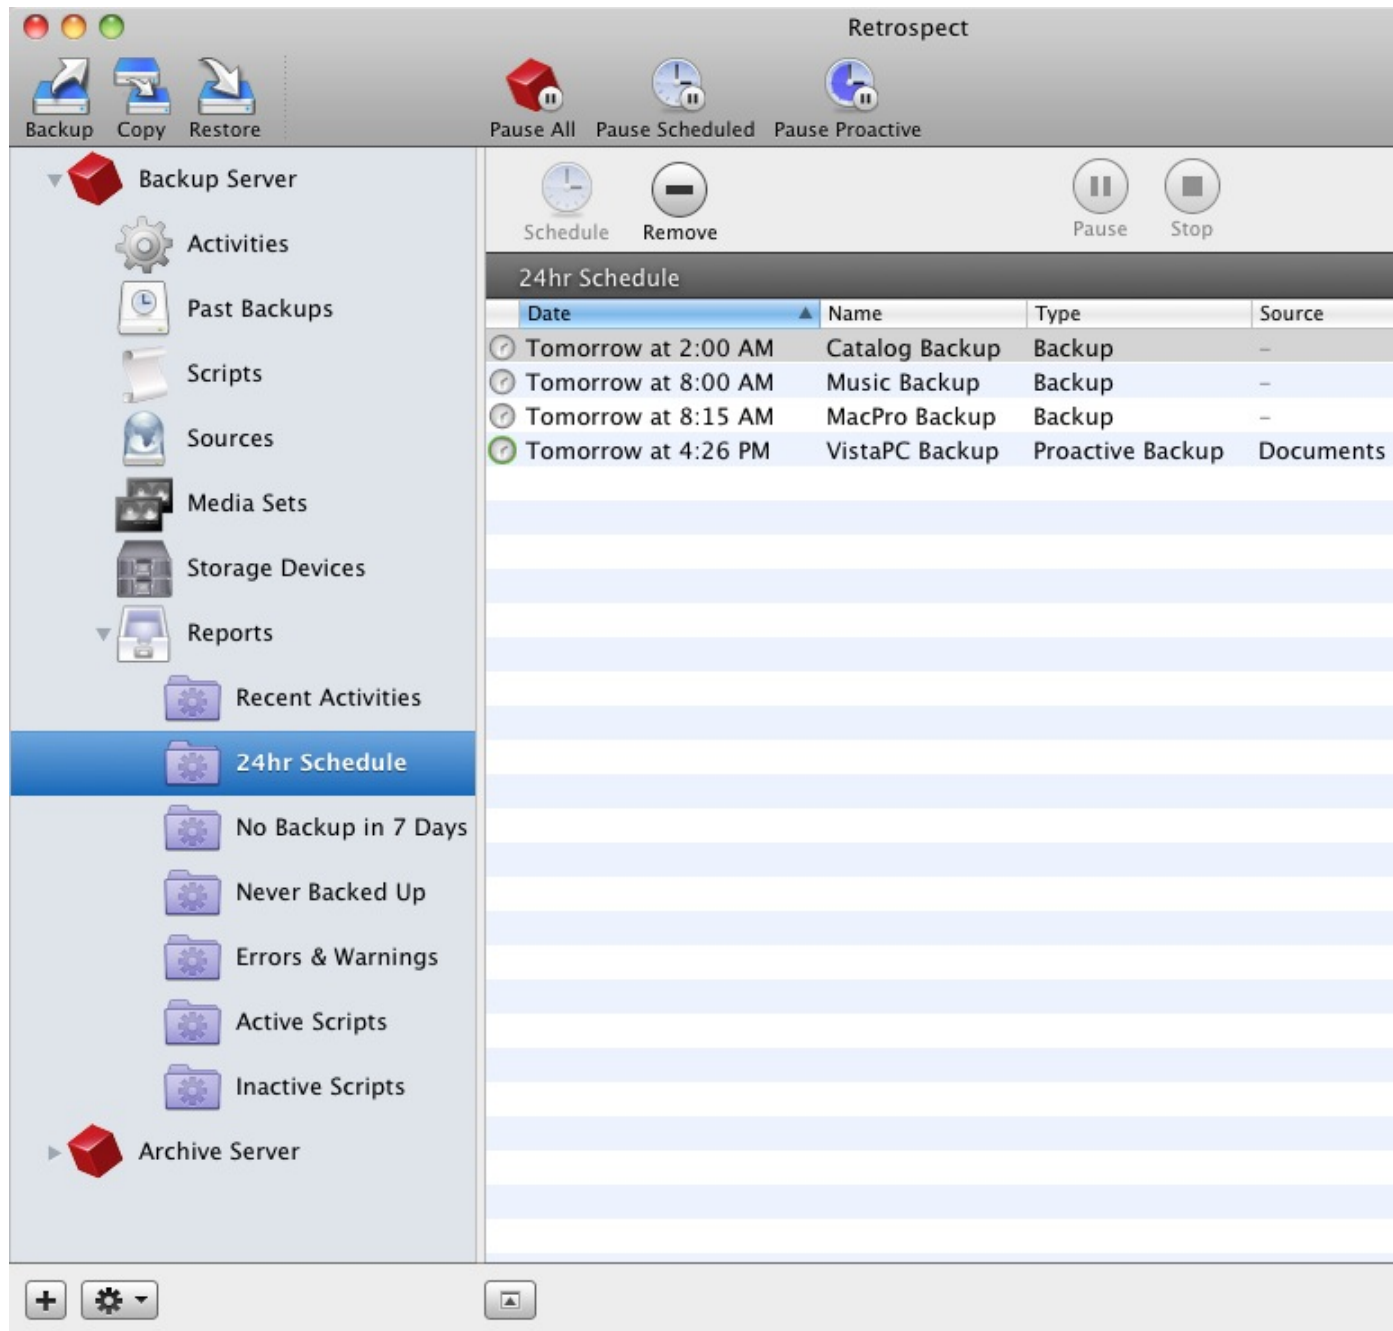 Retrospect
Backup Copy Restore Pause All Pause Scheduled Pause Proactive
Backup Server
Activities
Past Backups
Scripts
Sources
Media Sets
Storage Devices
Reports
Recent Activities
24hr Schedule
No Backup in 7 Days
Never Backed Up
Errors & Warnings
Active Scripts
Inactive Scripts
Archive Server
Schedule Remove Pause Stop
24hr Schedule
Date Name Type Source
Tomorrow at 2:00 AM Catalog Backup Backup –
Tomorrow at 8:00 AM Music Backup Backup –
Tomorrow at 8:15 AM MacPro Backup Backup –
Tomorrow at 4:26 PM VistaPC Backup Proactive Backup Documents